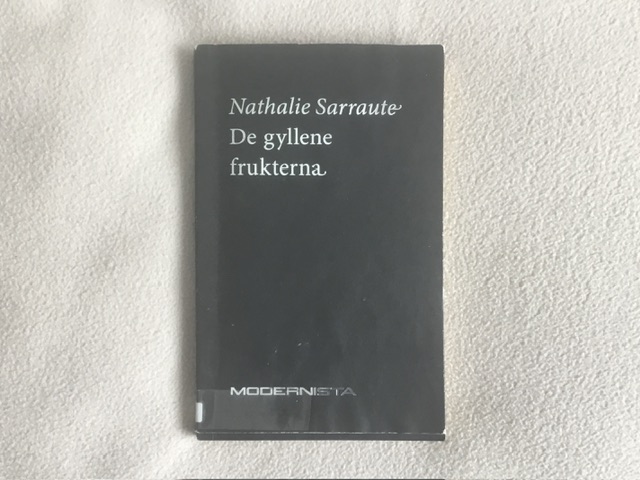 Nathalie Sarraute
De gyllene
frukterna
MODERNISTA